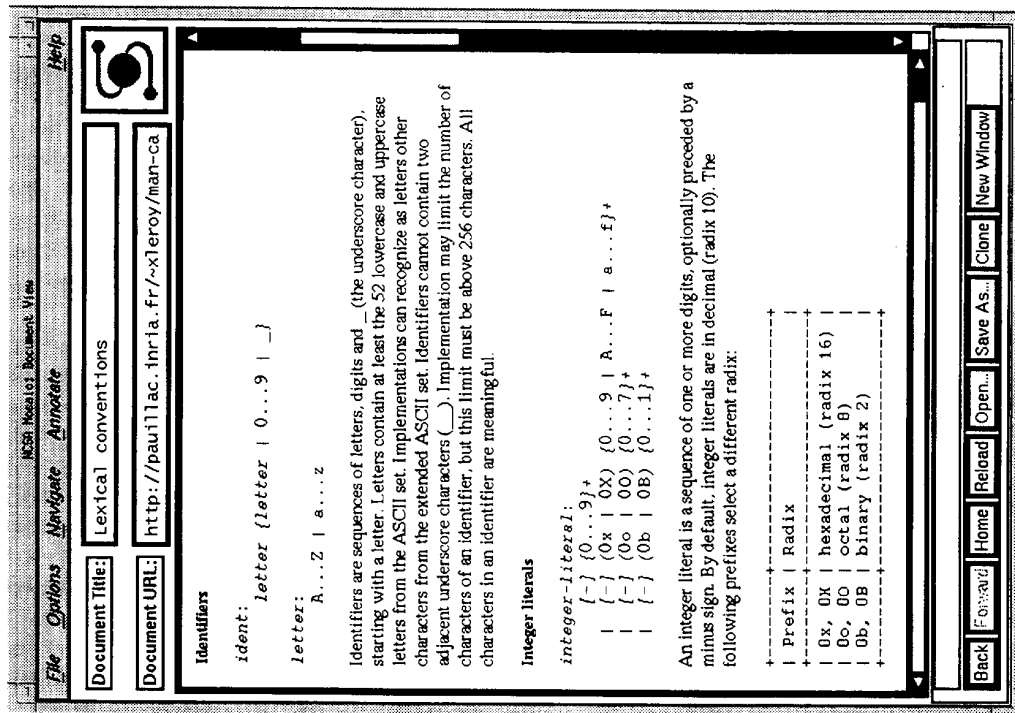 NCSA Mosaic: Document View
File Options Navigate Annotate Help
Document Title: Lexical conventions
Document URL: http://pauillac.inria.fr/~xleroy/man-ca
Identifiers
ident:
letter {letter | 0...9 | _}
letter:
A...Z | a...z
Identifiers are sequences of letters, digits and _ (the underscore character),
starting with a letter. Letters contain at least the 52 lowercase and uppercase
letters from the ASCII set. Implementations can recognize as letters other
characters from the extended ASCII set. Identifiers cannot contain two
adjacent underscore characters (__). Implementation may limit the number of
characters of an identifier, but this limit must be above 256 characters. All
characters in an identifier are meaningful.
Integer literals
integer-literal:
[-] {0...9}+
| [-] (0x | 0X) {0...9 | A...F | a...f}+
| [-] (0o | 0O) {0...7}+
| [-] (0b | 0B) {0...1}+
An integer literal is a sequence of one or more digits, optionally preceded by a
minus sign. By default, integer literals are in decimal (radix 10). The
following prefixes select a different radix:
+--------+---------------------------+
| Prefix | Radix |
+--------+---------------------------+
| 0x, 0X | hexadecimal (radix 16) |
| 0o, 0O | octal (radix 8) |
| 0b, 0B | binary (radix 2) |
+--------+---------------------------+
Back Forward Home Reload Open... Save As... Clone New Window